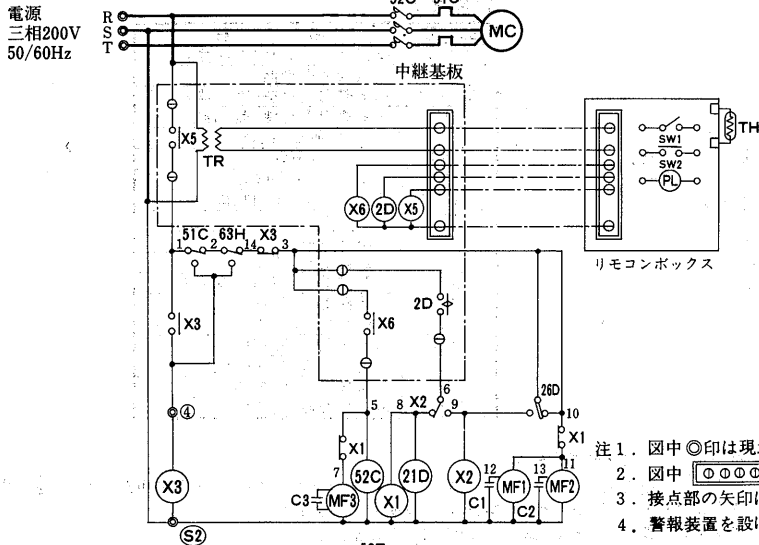 電源
三相200V
50/60Hz
R
S
T
MC
中継基板
X5
TR
X6
2D
X5
TH
SW1
SW2
PL
リモコンボックス
1
51C
2
63H
14
X3
3
X3
2D
X6
④
5
6
8
X2
9
26D
10
X1
X1
7
12
13
11
X3
C3
MF3
52C
X1
21D
X2
C1
MF1
C2
MF2
S2
注1. 図中◎印は現
2. 図中
3. 接点部の矢印は
4. 警報装置を設け